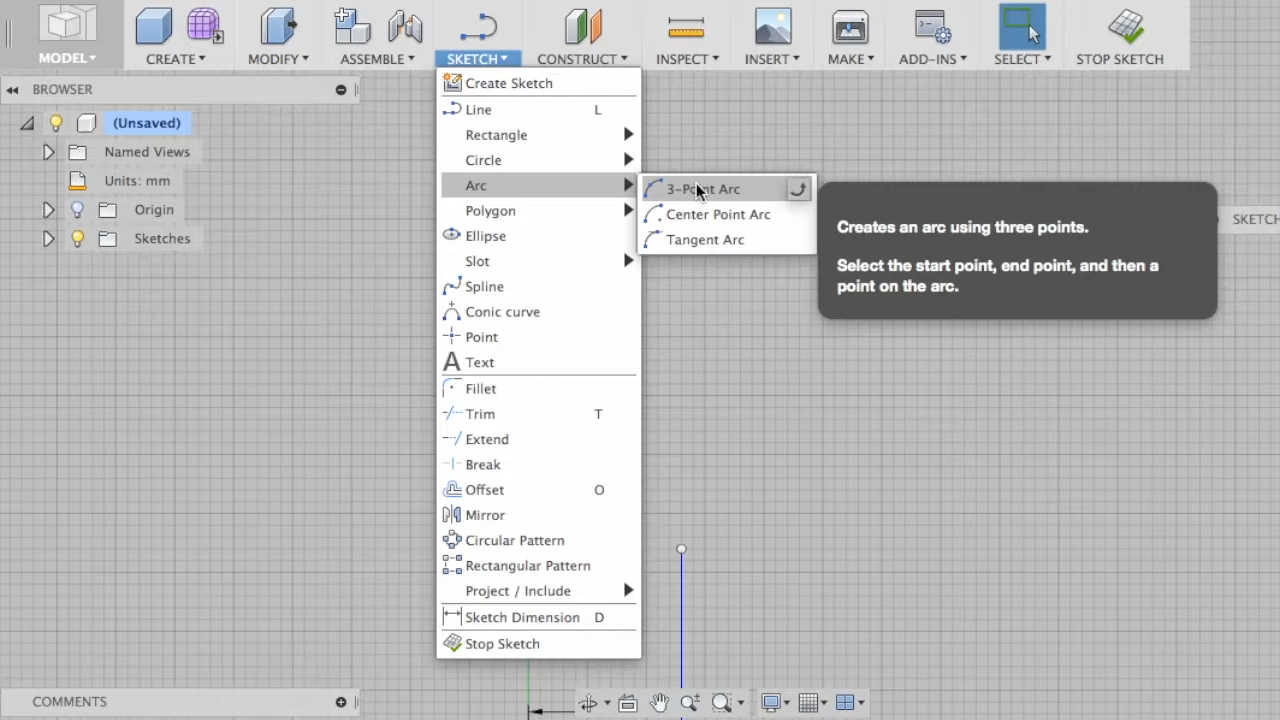 MODEL
CREATE
MODIFY
ASSEMBLE
SKETCH
CONSTRUCT
INSPECT
INSERT
MAKE
ADD-INS
SELECT
STOP SKETCH
BROWSER
(Unsaved)
Named Views
Units: mm
Origin
Sketches
Create Sketch
Line L
Rectangle
Circle
Arc
Polygon
Ellipse
Slot
Spline
Conic curve
Point
A Text
Fillet
Trim T
Extend
Break
Offset O
Mirror
Circular Pattern
Rectangular Pattern
Project / Include
Sketch Dimension D
Stop Sketch
3-Point Arc
Center Point Arc
Tangent Arc
Creates an arc using three points.
Select the start point, end point, and then a
point on the arc.
SKETCH
COMMENTS